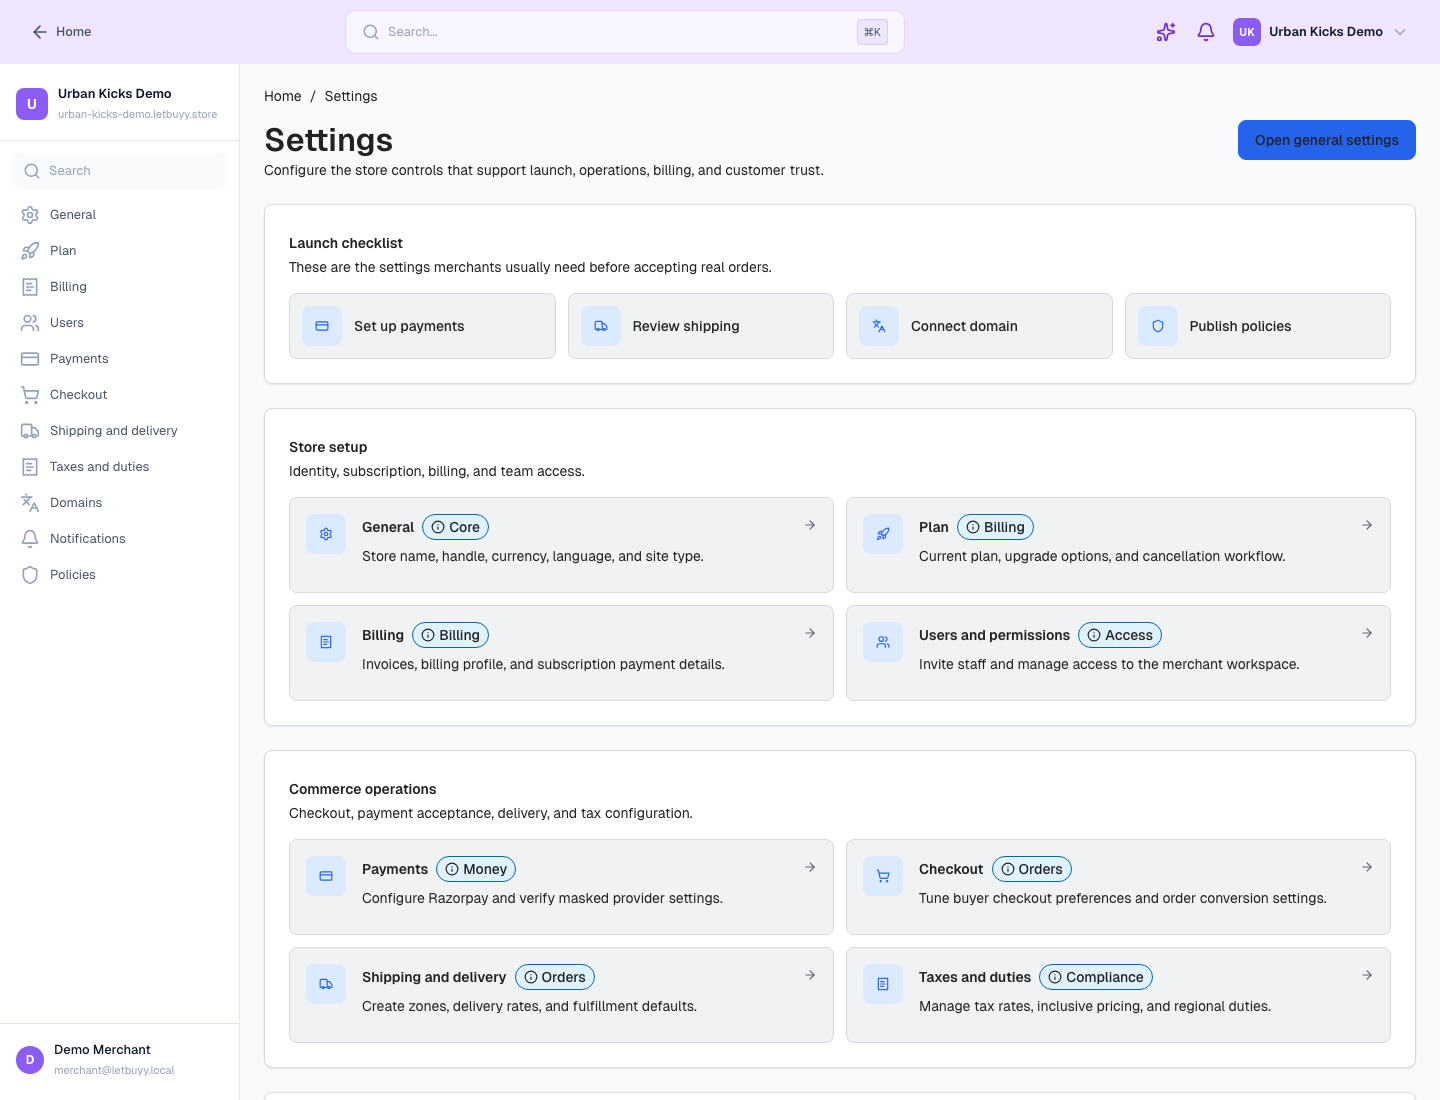 Home
Search...
⌘K
UK
Urban Kicks Demo
U
Urban Kicks Demo
urban-kicks-demo.letbuyy.store
Search
General
Plan
Billing
Users
Payments
Checkout
Shipping and delivery
Taxes and duties
Domains
Notifications
Policies
D
Demo Merchant
merchant@letbuyy.local
Home / Settings
Settings
Open general settings
Configure the store controls that support launch, operations, billing, and customer trust.
Launch checklist
These are the settings merchants usually need before accepting real orders.
Set up payments
Review shipping
Connect domain
Publish policies
Store setup
Identity, subscription, billing, and team access.
General
Core
Store name, handle, currency, language, and site type.
Plan
Billing
Current plan, upgrade options, and cancellation workflow.
Billing
Billing
Invoices, billing profile, and subscription payment details.
Users and permissions
Access
Invite staff and manage access to the merchant workspace.
Commerce operations
Checkout, payment acceptance, delivery, and tax configuration.
Payments
Money
Configure Razorpay and verify masked provider settings.
Checkout
Orders
Tune buyer checkout preferences and order conversion settings.
Shipping and delivery
Orders
Create zones, delivery rates, and fulfillment defaults.
Taxes and duties
Compliance
Manage tax rates, inclusive pricing, and regional duties.